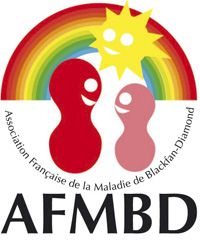 Association Française de la Maladie de Blackfan-Diamond
AFMBD